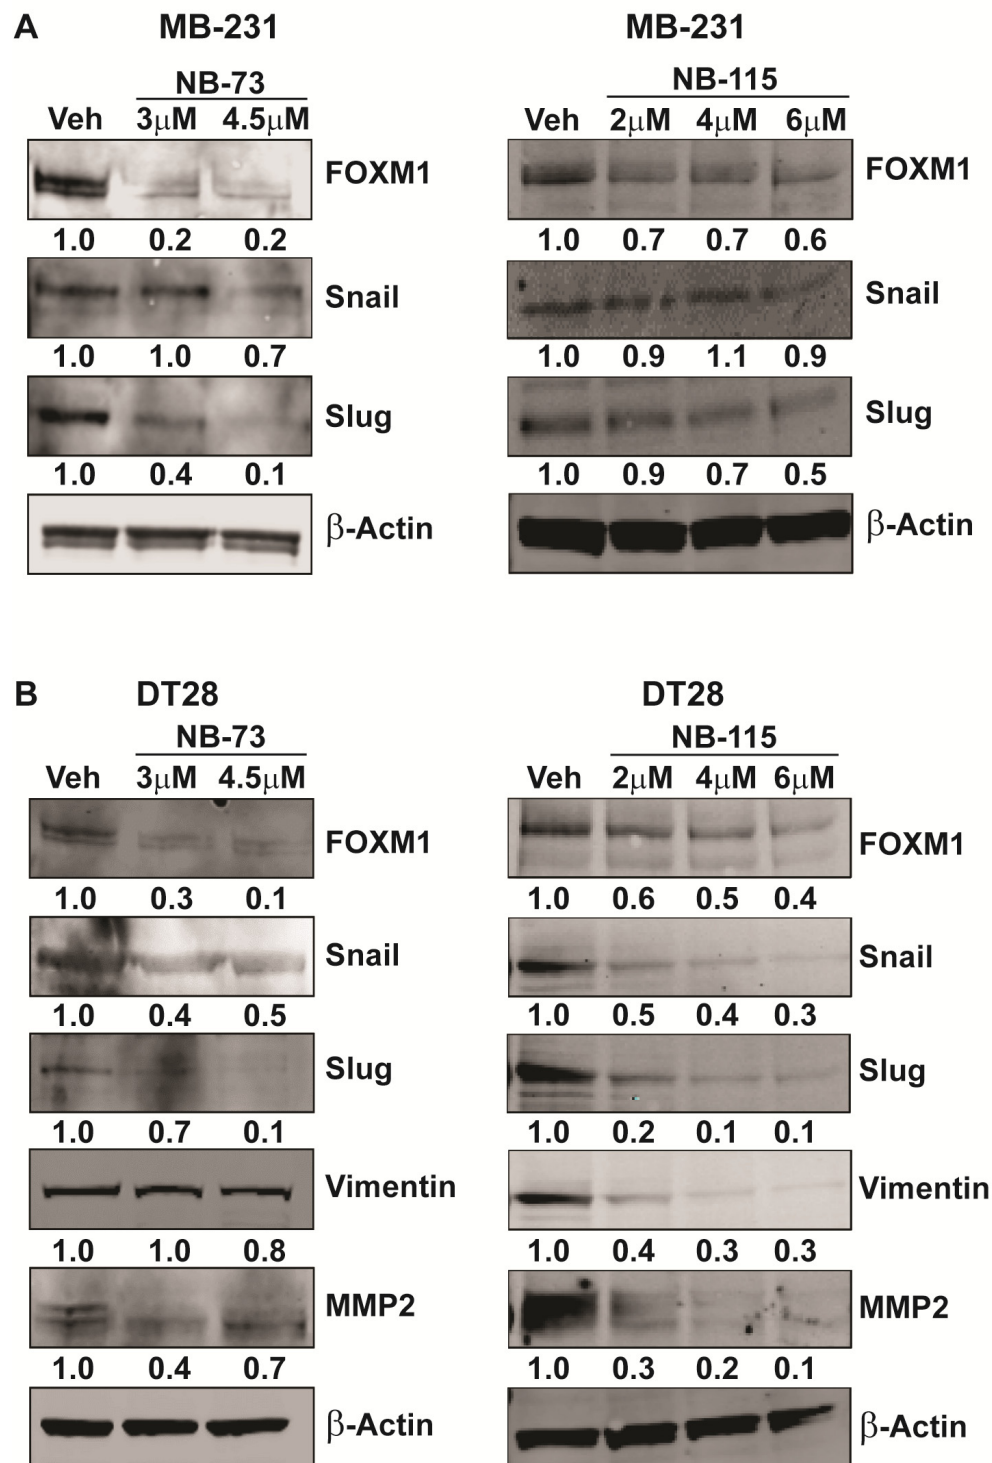 A MB-231
NB-73
Veh 3μM 4.5μM
FOXM1
1.0 0.2 0.2
Snail
1.0 1.0 0.7
Slug
1.0 0.4 0.1
β-Actin
MB-231
NB-115
Veh 2μM 4μM 6μM
FOXM1
1.0 0.7 0.7 0.6
Snail
1.0 0.9 1.1 0.9
Slug
1.0 0.9 0.7 0.5
β-Actin
B DT28
NB-73
Veh 3μM 4.5μM
FOXM1
1.0 0.3 0.1
Snail
1.0 0.4 0.5
Slug
1.0 0.7 0.1
Vimentin
1.0 1.0 0.8
MMP2
1.0 0.4 0.7
β-Actin
DT28
NB-115
Veh 2μM 4μM 6μM
FOXM1
1.0 0.6 0.5 0.4
Snail
1.0 0.5 0.4 0.3
Slug
1.0 0.2 0.1 0.1
Vimentin
1.0 0.4 0.3 0.3
MMP2
1.0 0.3 0.2 0.1
β-Actin